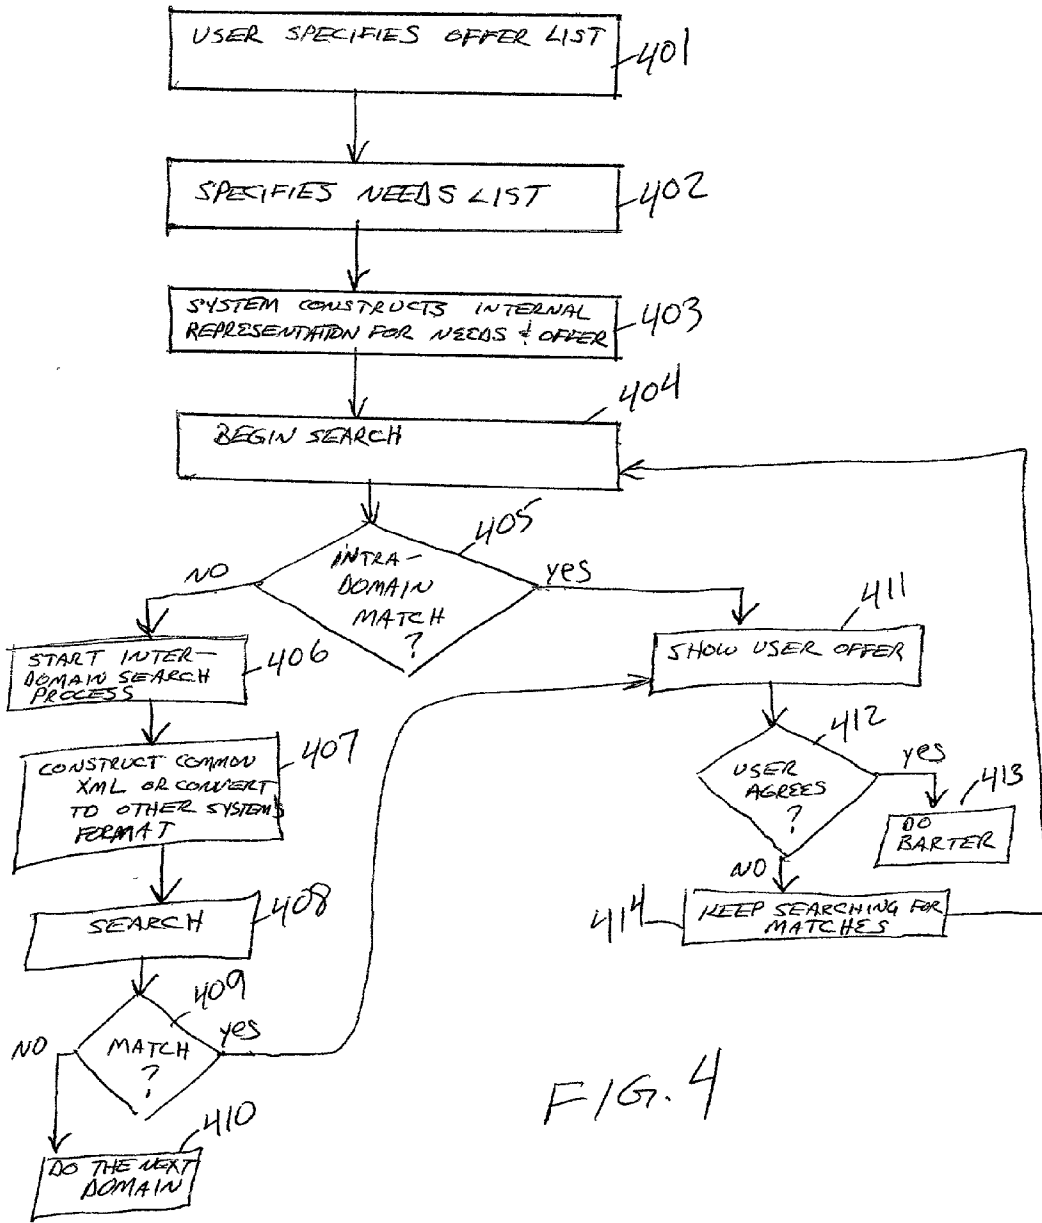 USER SPECIFIES OFFER LIST
401
SPECIFIES NEEDS LIST
402
SYSTEM CONSTRUCTS INTERNAL
REPRESENTATION FOR NEEDS & OFFER
403
404
BEGIN SEARCH
405
INTRA-
DOMAIN
MATCH
?
NO
yes
START INTER-
DOMAIN SEARCH
PROCESS
406
411
SHOW USER OFFER
407
CONSTRUCT COMMON
XML OR CONVERT
TO OTHER SYSTEMS
FORMAT
412
USER
AGREES
?
yes
413
DO
BARTER
NO
408
SEARCH
414
KEEP SEARCHING FOR
MATCHES
409
MATCH
?
NO
yes
410
DO THE NEXT
DOMAIN
FIG. 4